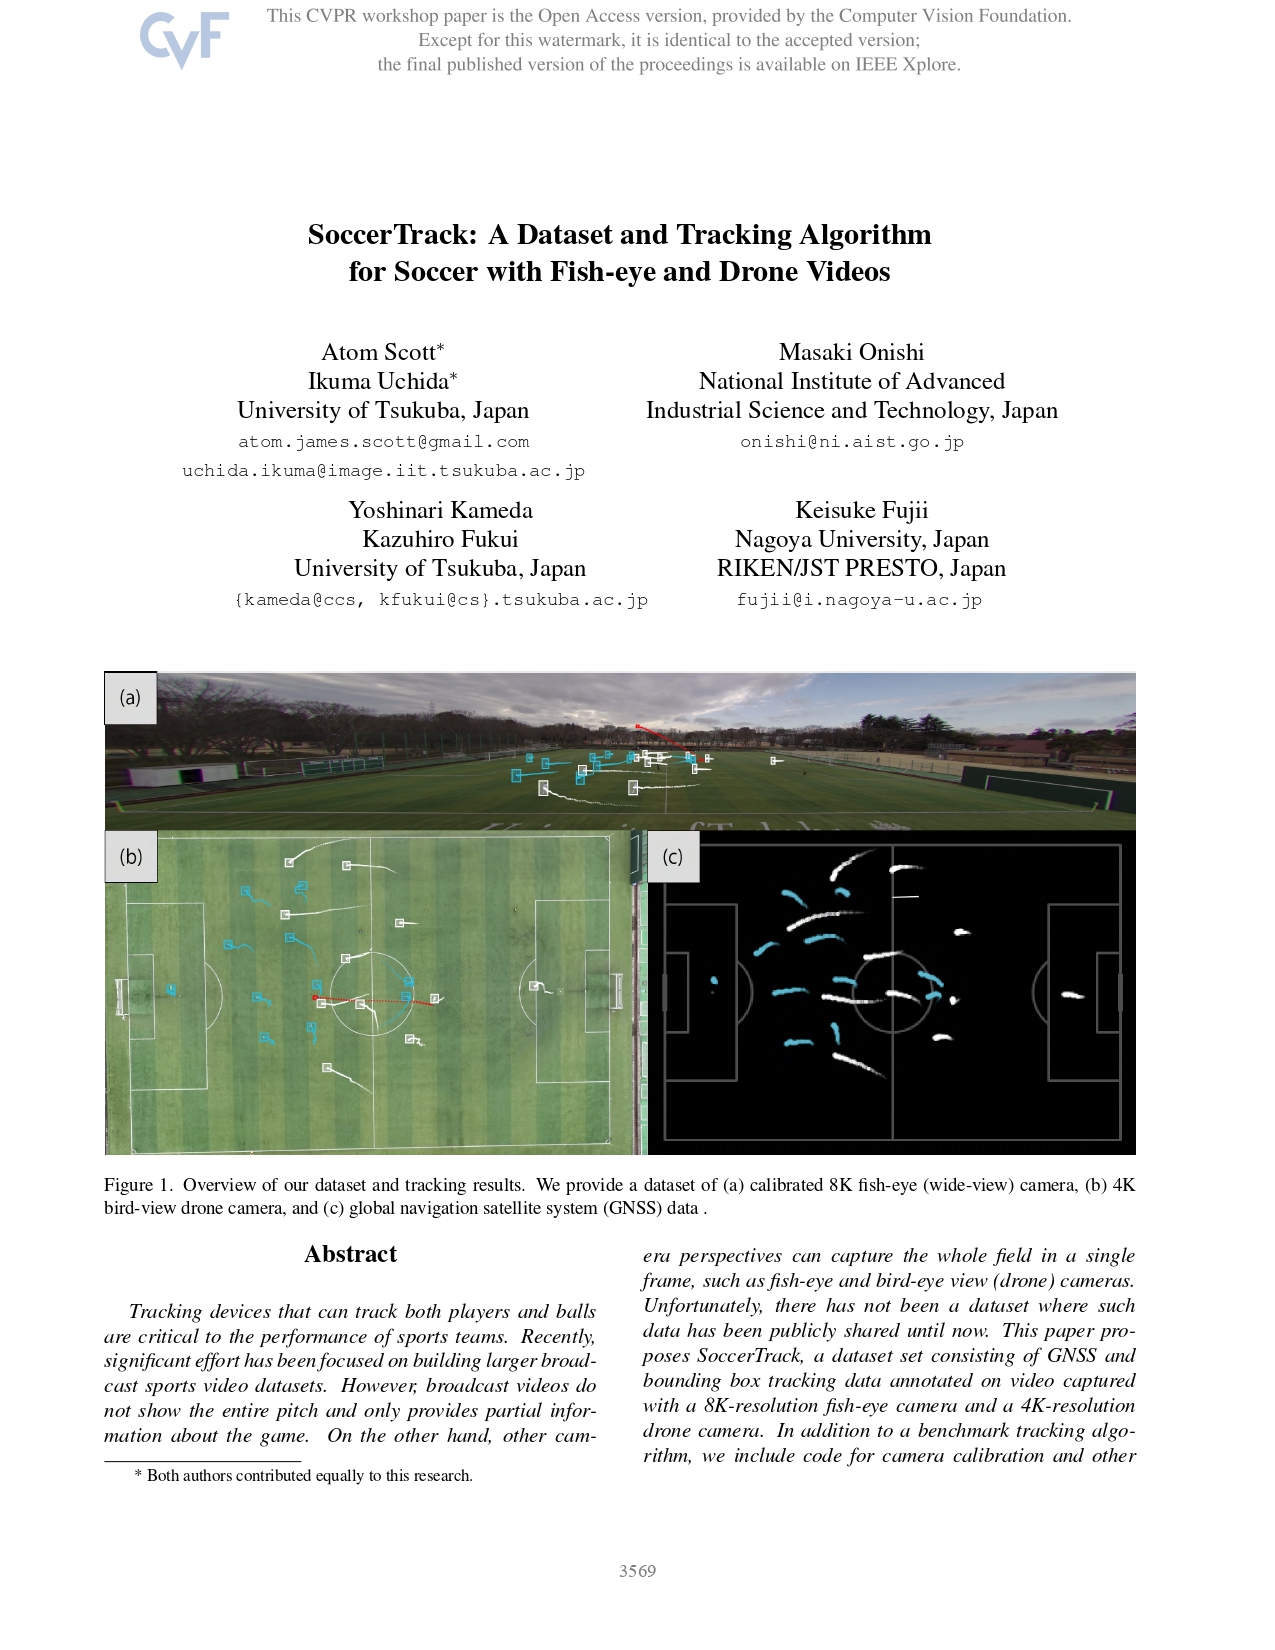 CVF
This CVPR workshop paper is the Open Access version, provided by the Computer Vision Foundation.
Except for this watermark, it is identical to the accepted version;
the final published version of the proceedings is available on IEEE Xplore.
SoccerTrack: A Dataset and Tracking Algorithm
for Soccer with Fish-eye and Drone Videos
Atom Scott*
Ikuma Uchida*
University of Tsukuba, Japan
atom.james.scott@gmail.com
uchida.ikuma@image.iit.tsukuba.ac.jp
Masaki Onishi
National Institute of Advanced
Industrial Science and Technology, Japan
onishi@ni.aist.go.jp
Yoshinari Kameda
Kazuhiro Fukui
University of Tsukuba, Japan
{kameda@ccs, kfukui@cs}.tsukuba.ac.jp
Keisuke Fujii
Nagoya University, Japan
RIKEN/JST PRESTO, Japan
fujii@i.nagoya-u.ac.jp
(a)
(b)
(c)
Figure 1. Overview of our dataset and tracking results. We provide a dataset of (a) calibrated 8K fish-eye (wide-view) camera, (b) 4K
bird-view drone camera, and (c) global navigation satellite system (GNSS) data .
Abstract
Tracking devices that can track both players and balls
are critical to the performance of sports teams. Recently,
significant effort has been focused on building larger broad-
cast sports video datasets. However, broadcast videos do
not show the entire pitch and only provides partial infor-
mation about the game. On the other hand, other cam-
* Both authors contributed equally to this research.
era perspectives can capture the whole field in a single
frame, such as fish-eye and bird-eye view (drone) cameras.
Unfortunately, there has not been a dataset where such
data has been publicly shared until now. This paper pro-
poses SoccerTrack, a dataset set consisting of GNSS and
bounding box tracking data annotated on video captured
with a 8K-resolution fish-eye camera and a 4K-resolution
drone camera. In addition to a benchmark tracking algo-
rithm, we include code for camera calibration and other
3569